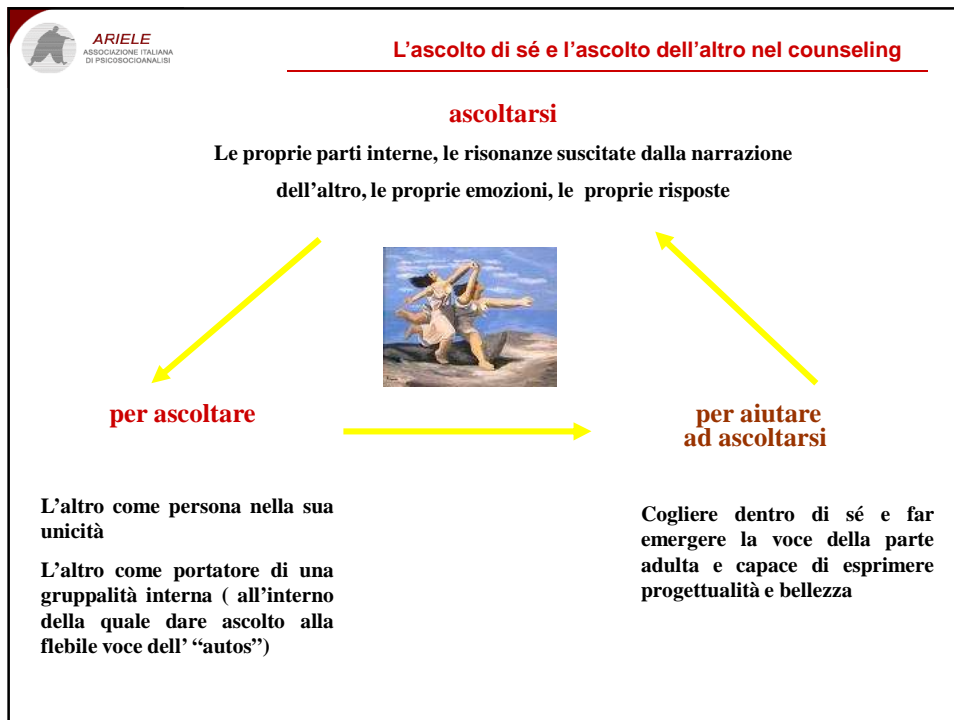 ARIELE
ASSOCIAZIONE ITALIANA
DI PSICOSOCIOANALISI
L’ascolto di sé e l’ascolto dell’altro nel counseling
ascoltarsi
Le proprie parti interne, le risonanze suscitate dalla narrazione
dell’altro, le proprie emozioni, le proprie risposte
per ascoltare
per aiutare
ad ascoltarsi
L’altro come persona nella sua
unicità
L’altro come portatore di una
gruppalità interna ( all’interno
della quale dare ascolto alla
flebile voce dell’ “autos”)
Cogliere dentro di sé e far
emergere la voce della parte
adulta e capace di esprimere
progettualità e bellezza